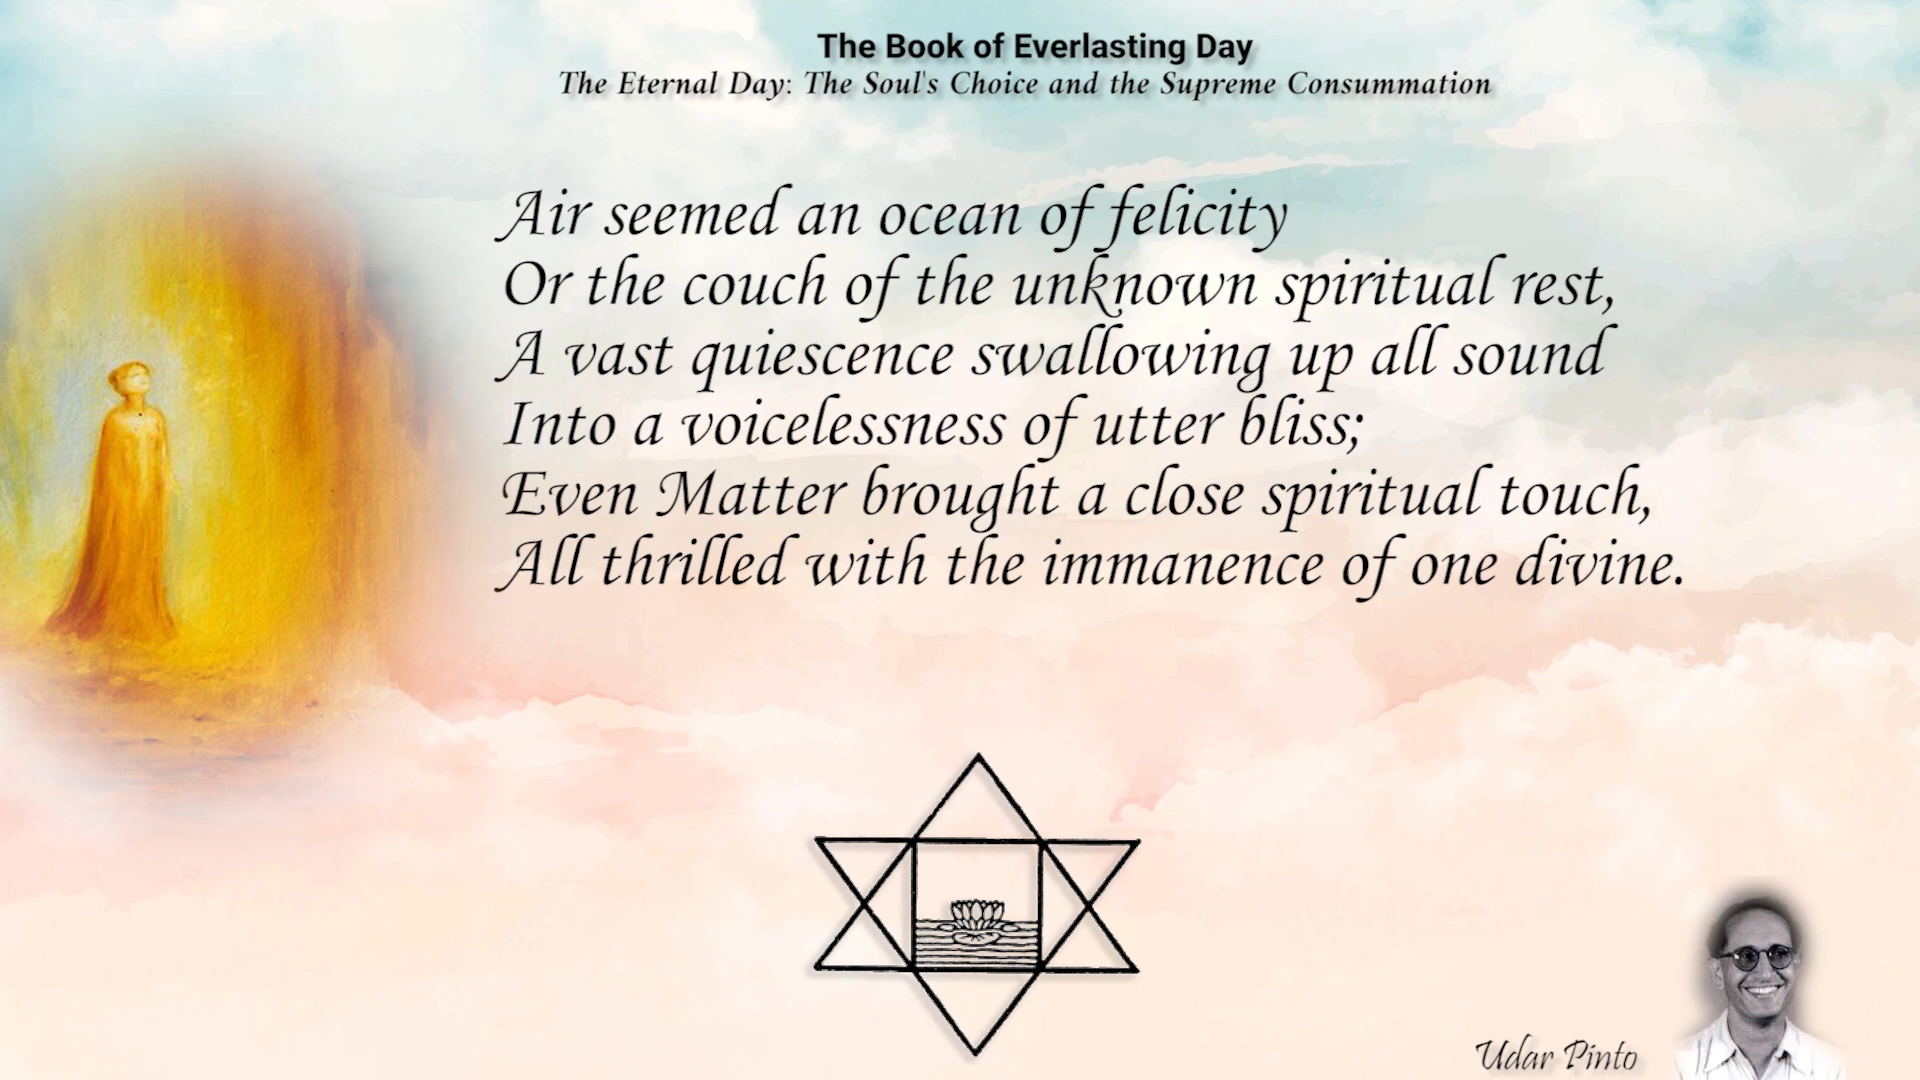 The Book of Everlasting Day
The Eternal Day: The Soul's Choice and the Supreme Consummation
Air seemed an ocean of felicity
Or the couch of the unknown spiritual rest,
A vast quiescence swallowing up all sound
Into a voicelessness of utter bliss;
Even Matter brought a close spiritual touch,
All thrilled with the immanence of one divine.
Udar Pinto